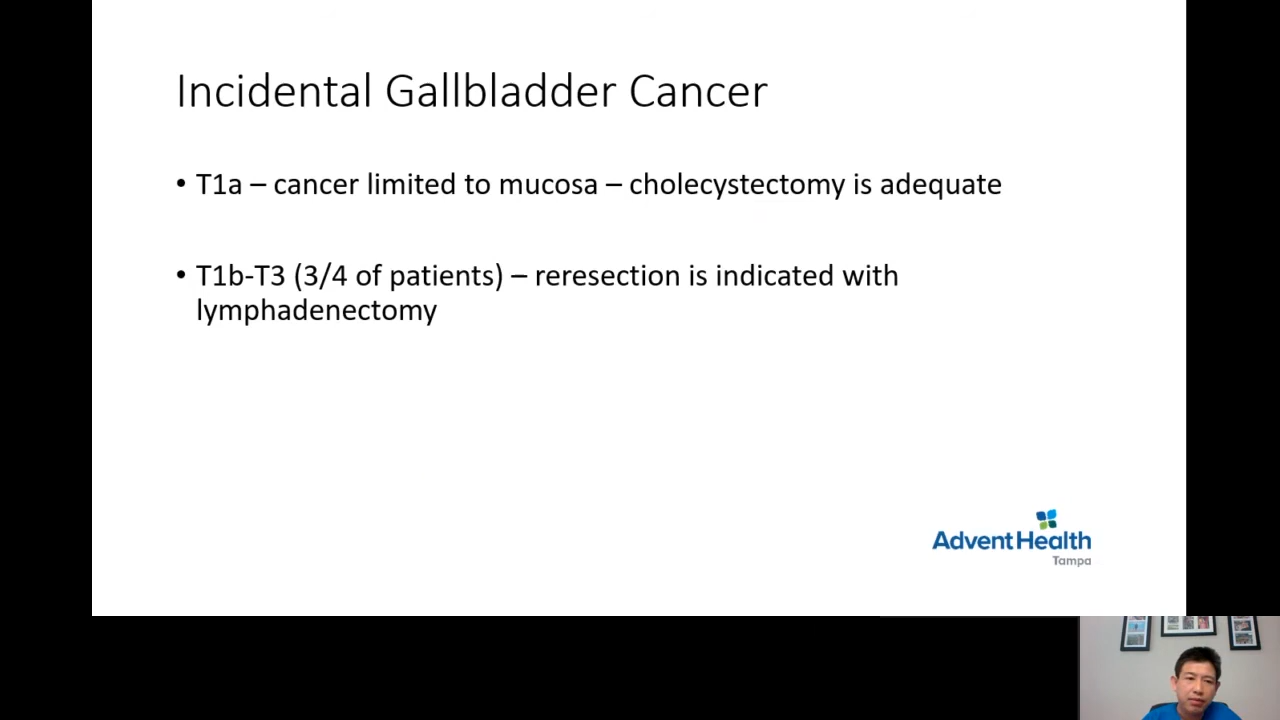 Incidental Gallbladder Cancer
• T1a – cancer limited to mucosa – cholecystectomy is adequate
• T1b-T3 (3/4 of patients) – reresection is indicated with
lymphadenectomy
AdventHealth
Tampa